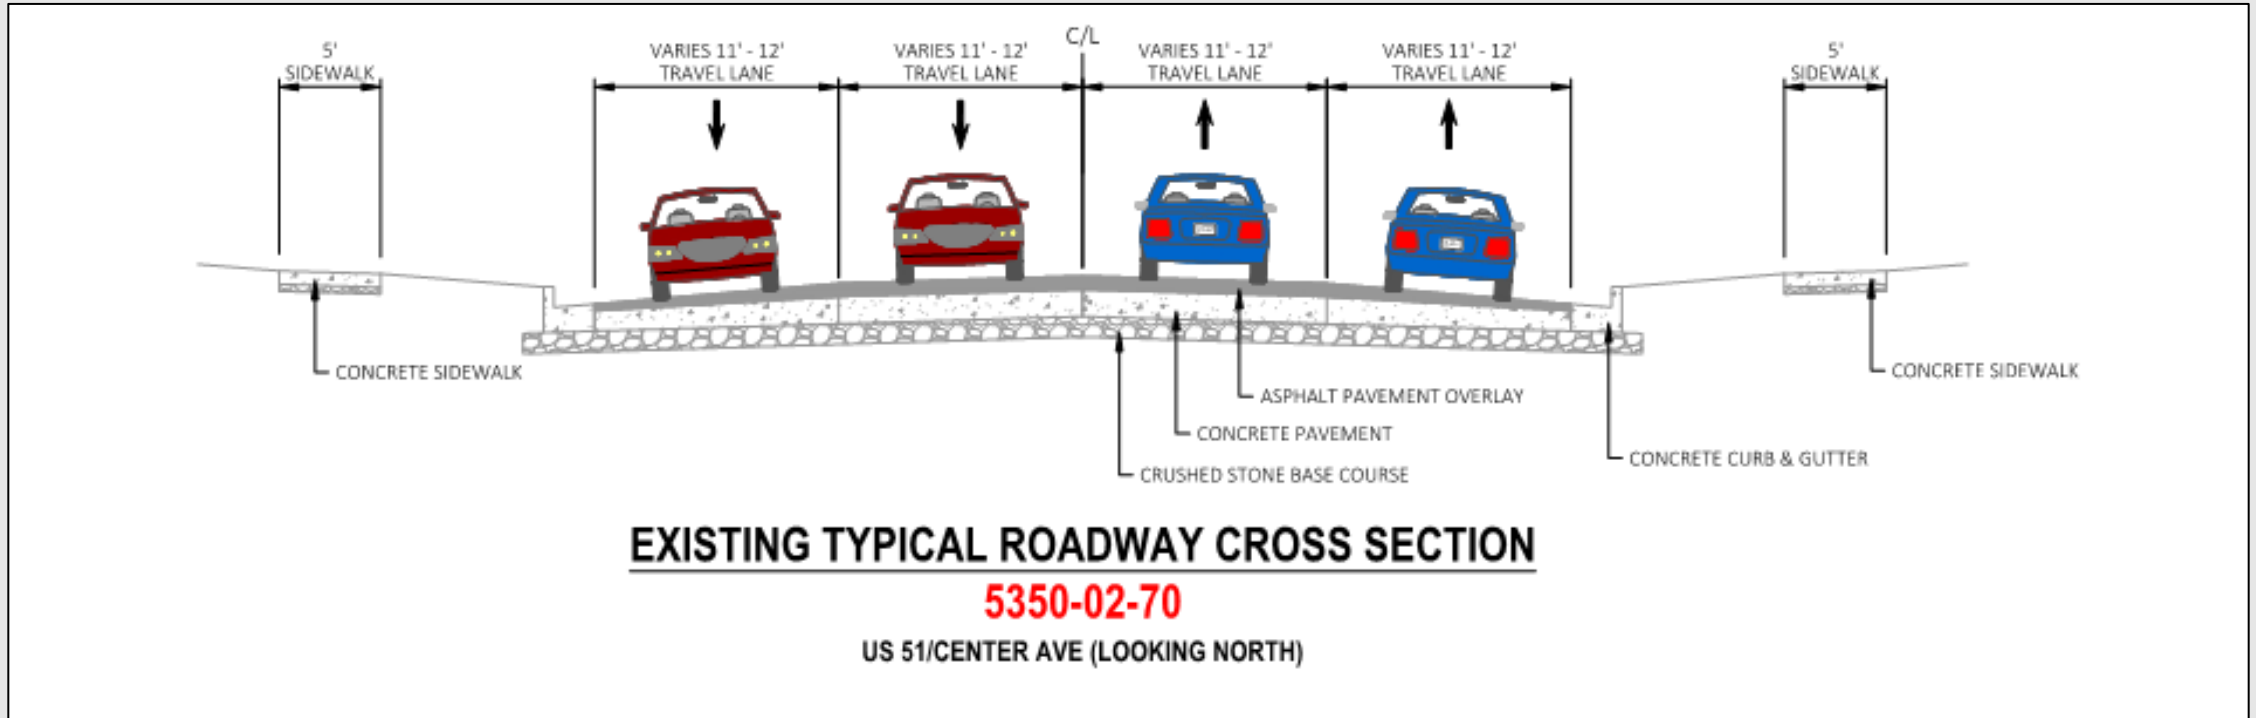 5'
SIDEWALK
VARIES 11' - 12'
TRAVEL LANE
VARIES 11' - 12'
TRAVEL LANE
C/L
VARIES 11' - 12'
TRAVEL LANE
VARIES 11' - 12'
TRAVEL LANE
5'
SIDEWALK
CONCRETE SIDEWALK
CONCRETE SIDEWALK
ASPHALT PAVEMENT OVERLAY
CONCRETE PAVEMENT
CONCRETE CURB & GUTTER
CRUSHED STONE BASE COURSE
EXISTING TYPICAL ROADWAY CROSS SECTION
5350-02-70
US 51/CENTER AVE (LOOKING NORTH)